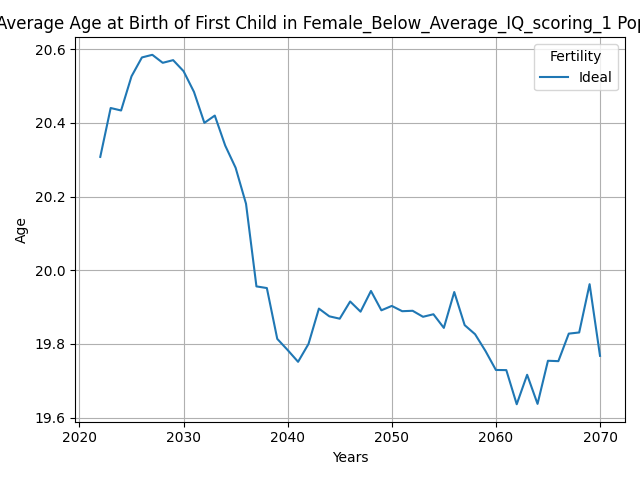 Average Age at Birth of First Child in Female_Below_Average_IQ_scoring_1
Fertility
Ideal
20.6
20.4
20.2
20.0
19.8
19.6
Age
2020 2030 2040 2050 2060 2070
Years